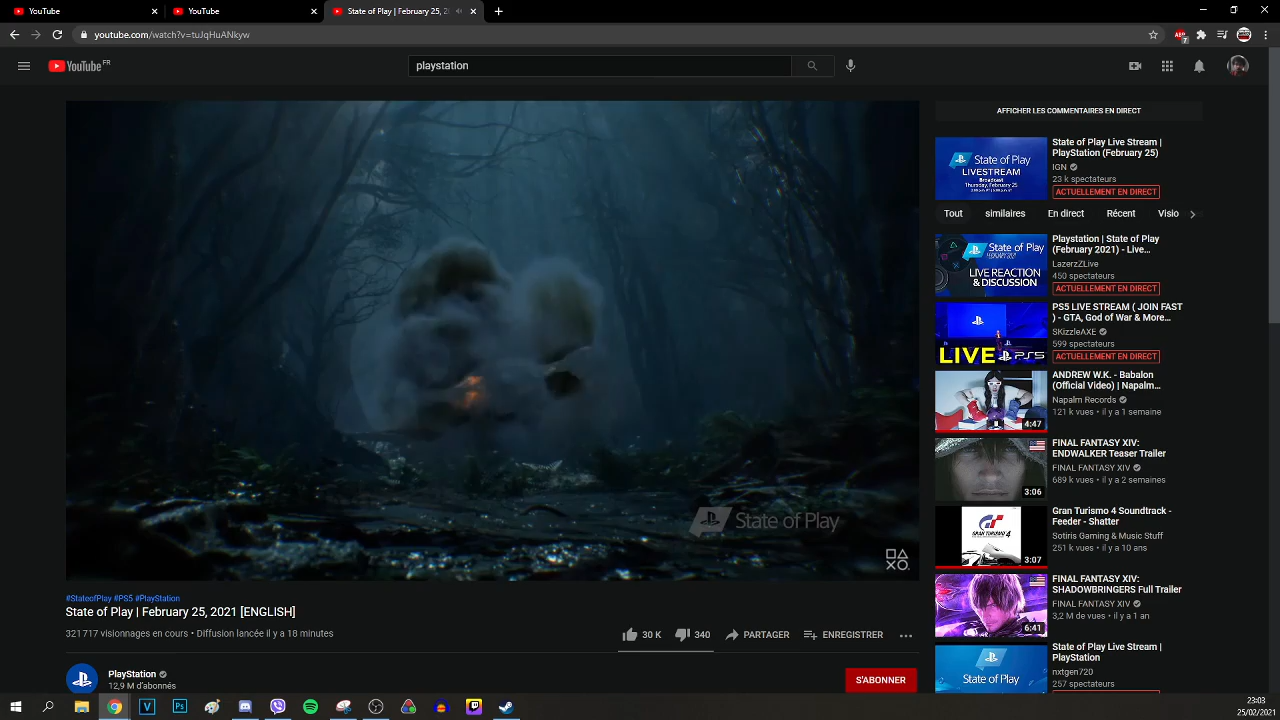 YouTube
YouTube
State of Play | February 25, 2
youtube.com/watch?v=tuJqHuANkyw
ABP
7
YouTube FR
playstation
AFFICHER LES COMMENTAIRES EN DIRECT
State of Play
LIVESTREAM
Broadcast
Thursday, February 25
State of Play Live Stream |
PlayStation (February 25)
IGN
23 k spectateurs
ACTUELLEMENT EN DIRECT
Tout
similaires
En direct
Récent
Visio
State of Play
LIVE REACTION
& DISCUSSION
Playstation | State of Play
(February 2021) - Live...
LazerzZLive
450 spectateurs
ACTUELLEMENT EN DIRECT
LIVE PS5
PS5 LIVE STREAM ( JOIN FAST
) - GTA, God of War & More...
SKizzleAXE
599 spectateurs
ACTUELLEMENT EN DIRECT
4:47
ANDREW W.K. - Babalon
(Official Video) | Napalm...
Napalm Records
121 k vues • il y a 1 semaine
3:06
FINAL FANTASY XIV:
ENDWALKER Teaser Trailer
FINAL FANTASY XIV
689 k vues • il y a 2 semaines
GRAN TURISMO 4
3:07
Gran Turismo 4 Soundtrack -
Feeder - Shatter
Sotiris Gaming & Music Stuff
251 k vues • il y a 10 ans
6:41
FINAL FANTASY XIV:
SHADOWBRINGERS Full Trailer
FINAL FANTASY XIV
3,2 M de vues • il y a 1 an
State of Play
State of Play Live Stream |
PlayStation
nxtgen720
257 spectateurs
State of Play
#StateofPlay #PS5 #PlayStation
State of Play | February 25, 2021 [ENGLISH]
321 717 visionnages en cours • Diffusion lancée il y a 18 minutes
30 K
340
PARTAGER
ENREGISTRER
PlayStation
12,9 M d'abonnés
S'ABONNER
V
Ps
23:03
25/02/2021